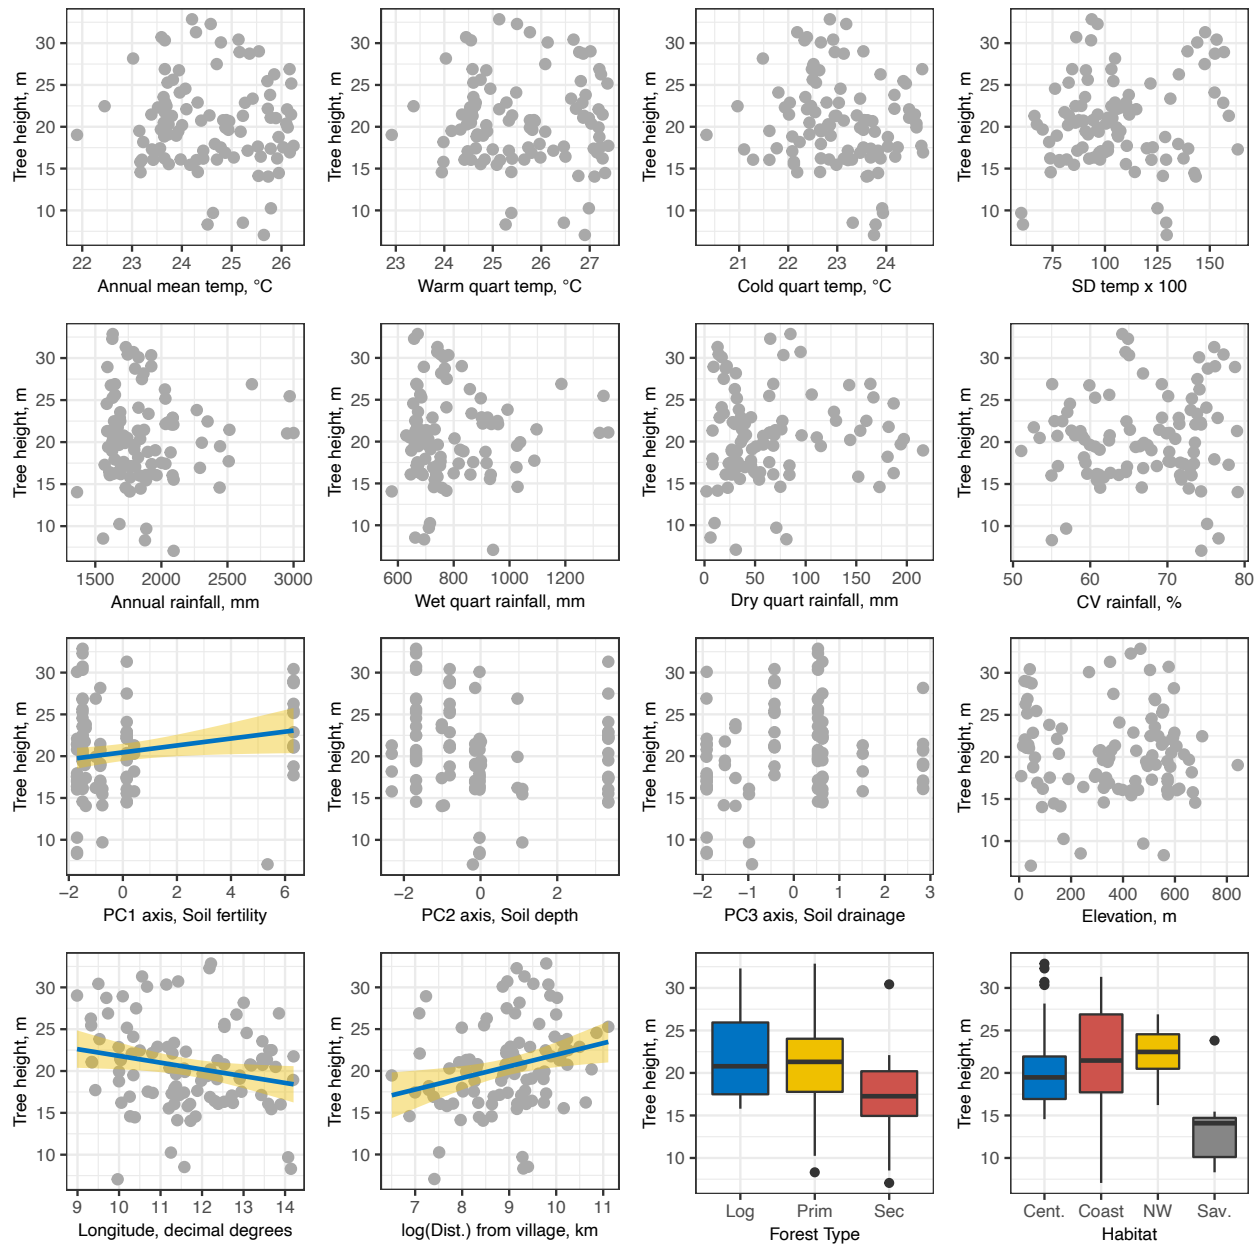 Tree height, m
30
25
20
15
10
22 23 24 25 26
Annual mean temp, °C
Tree height, m
30
25
20
15
10
23 24 25 26 27
Warm quart temp, °C
Tree height, m
30
25
20
15
10
21 22 23 24
Cold quart temp, °C
Tree height, m
30
25
20
15
10
75 100 125 150
SD temp x 100
Tree height, m
30
25
20
15
10
1500 2000 2500 3000
Annual rainfall, mm
Tree height, m
30
25
20
15
10
600 800 1000 1200
Wet quart rainfall, mm
Tree height, m
30
25
20
15
10
0 50 100 150 200
Dry quart rainfall, mm
Tree height, m
30
25
20
15
10
50 60 70 80
CV rainfall, %
Tree height, m
30
25
20
15
10
−2 0 2 4 6
PC1 axis, Soil fertility
Tree height, m
30
25
20
15
10
−2 0 2
PC2 axis, Soil depth
Tree height, m
30
25
20
15
10
−2 −1 0 1 2 3
PC3 axis, Soil drainage
Tree height, m
30
25
20
15
10
0 200 400 600 800
Elevation, m
Tree height, m
30
25
20
15
10
9 10 11 12 13 14
Longitude, decimal degrees
Tree height, m
30
25
20
15
10
7 8 9 10 11
log(Dist.) from village, km
Tree height, m
30
25
20
15
10
Log Prim Sec
Forest Type
Tree height, m
30
25
20
15
10
Cent. Coast NW Sav.
Habitat